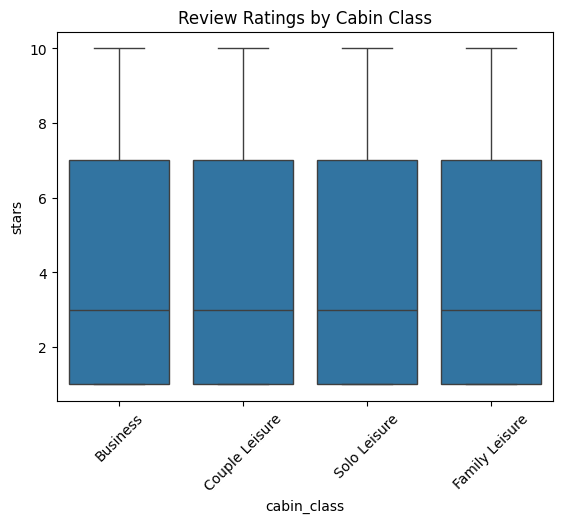 Review Ratings by Cabin Class
10
8
6
4
2
stars
Business
Couple Leisure
Solo Leisure
Family Leisure
cabin_class